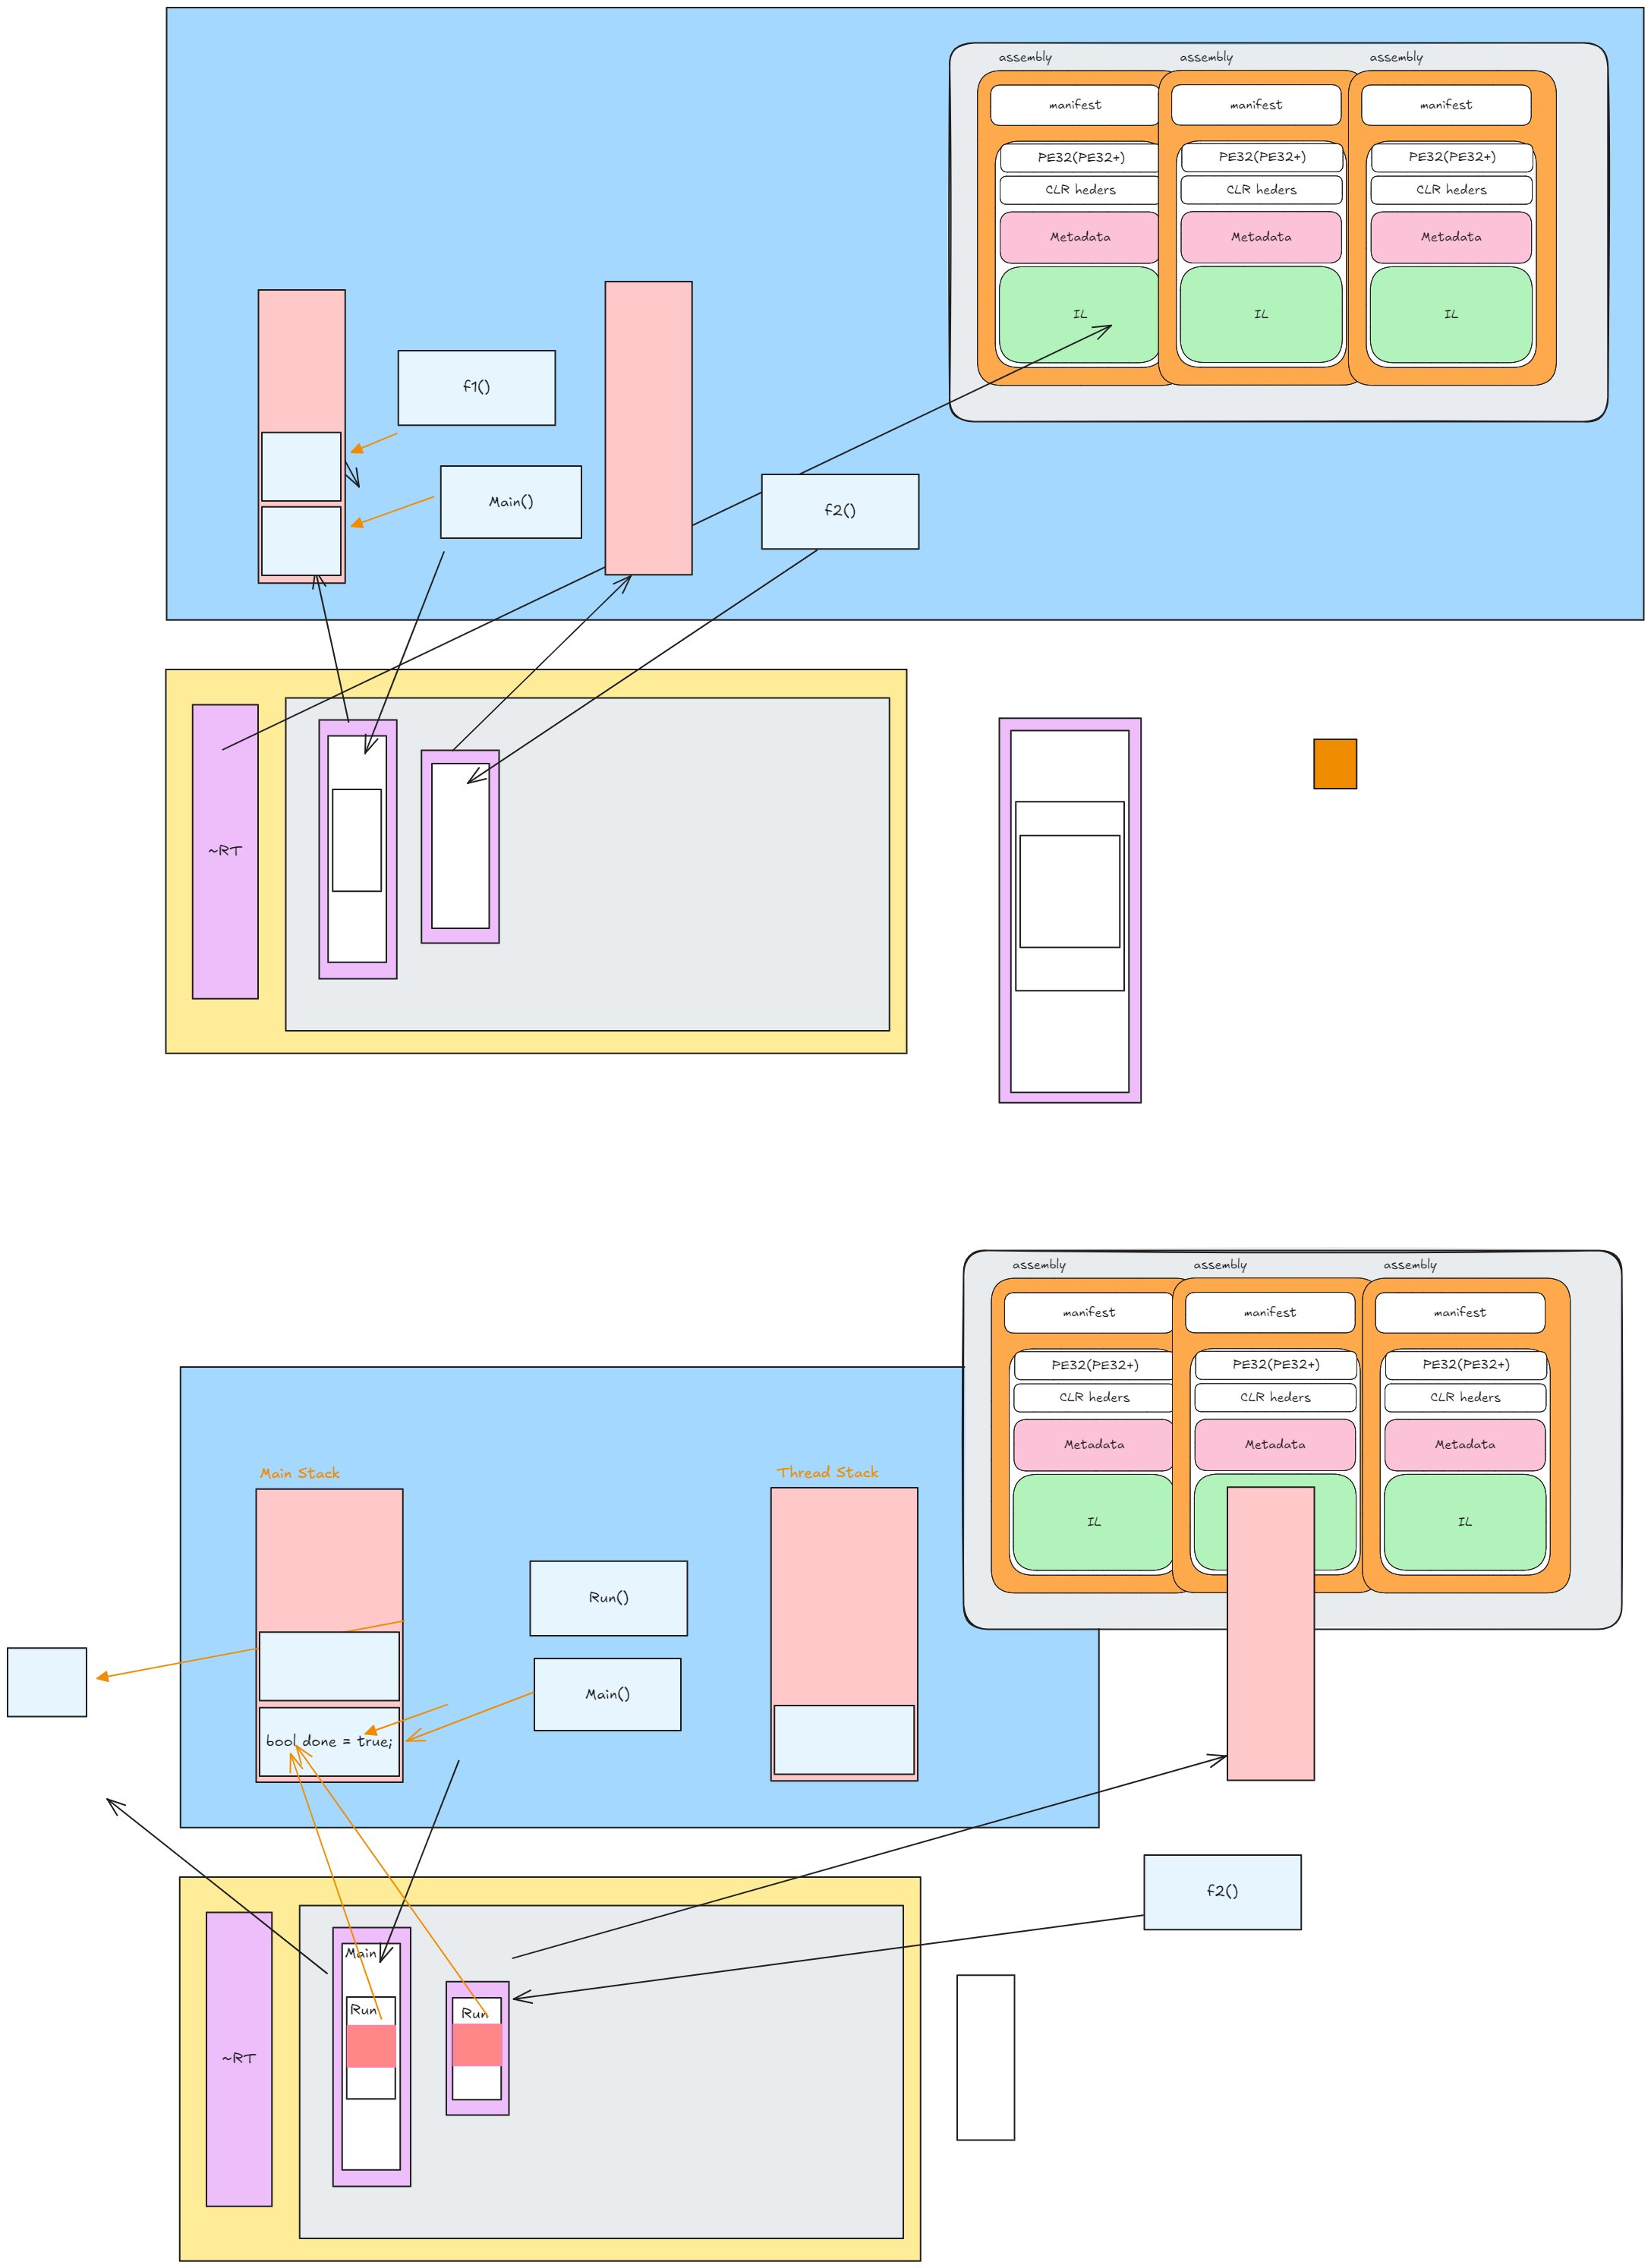 assembly
assembly
assembly
manifest
manifest
manifest
PE32(PE32+)
PE32(PE32+)
PE32(PE32+)
CLR heders
CLR heders
CLR heders
Metadata
Metadata
Metadata
IL
IL
IL
f1()
Main()
f2()
~RT
assembly
assembly
assembly
manifest
manifest
manifest
PE32(PE32+)
PE32(PE32+)
PE32(PE32+)
CLR heders
CLR heders
CLR heders
Metadata
Metadata
Metadata
Main Stack
Thread Stack
IL
IL
Run()
Main()
bool done = true;
f2()
Main
Run
Run
~RT